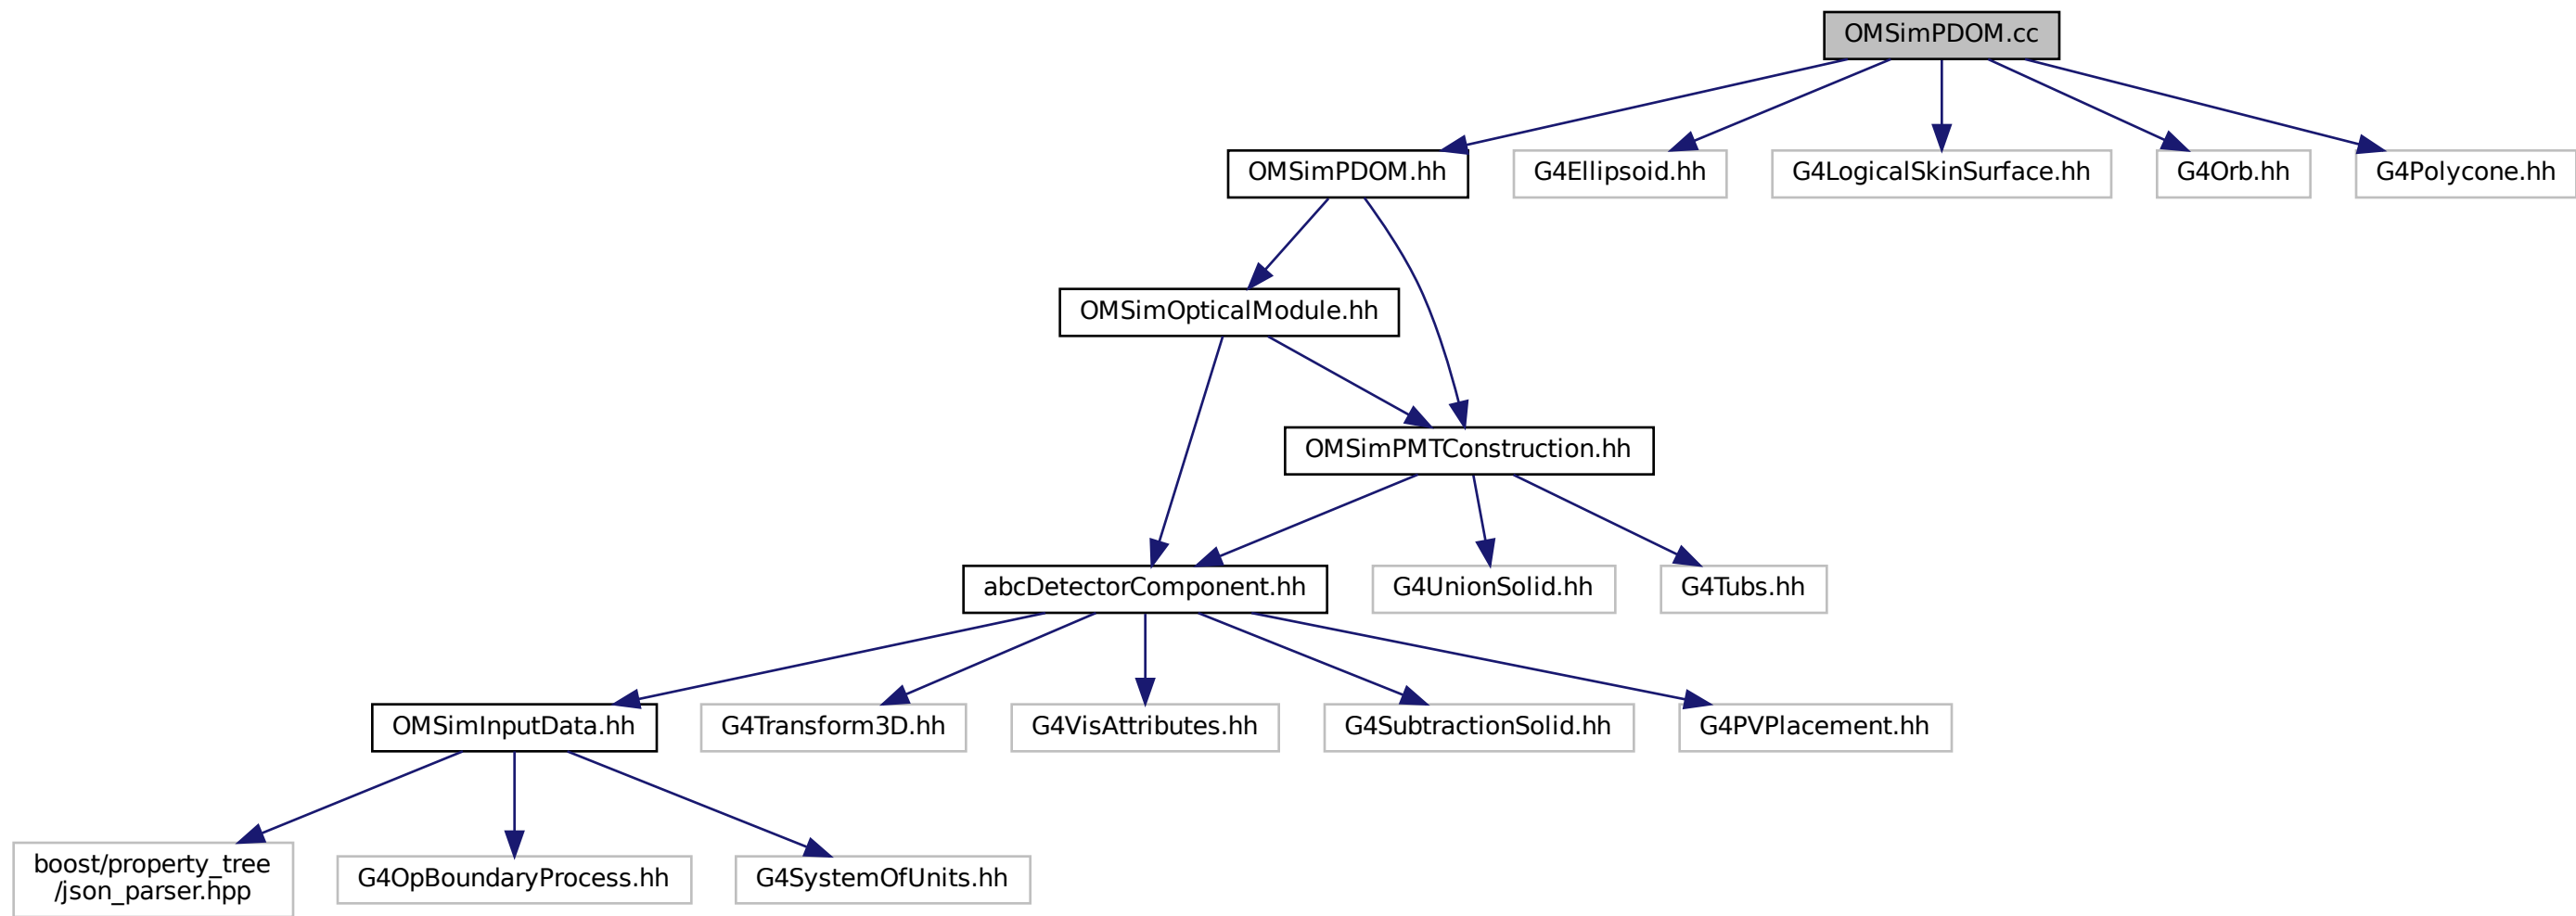 OMSimPDOM.cc
OMSimPDOM.hh
G4Ellipsoid.hh
G4LogicalSkinSurface.hh
G4Orb.hh
G4Polycone.hh
OMSimOpticalModule.hh
OMSimPMTConstruction.hh
abcDetectorComponent.hh
G4UnionSolid.hh
G4Tubs.hh
OMSimInputData.hh
G4Transform3D.hh
G4VisAttributes.hh
G4SubtractionSolid.hh
G4PVPlacement.hh
boost/property_tree
/json_parser.hpp
G4OpBoundaryProcess.hh
G4SystemOfUnits.hh